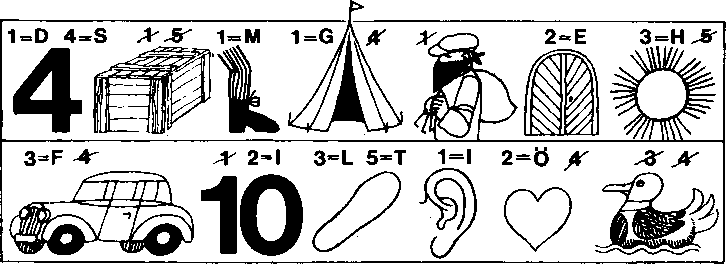 1=D 4=S 1 5 1=M 1=G 4 1 2=E 3=H 5
4
3=F 4 1 2=I 3=L 5=T 1=I 2=Ö 4 3 4
10